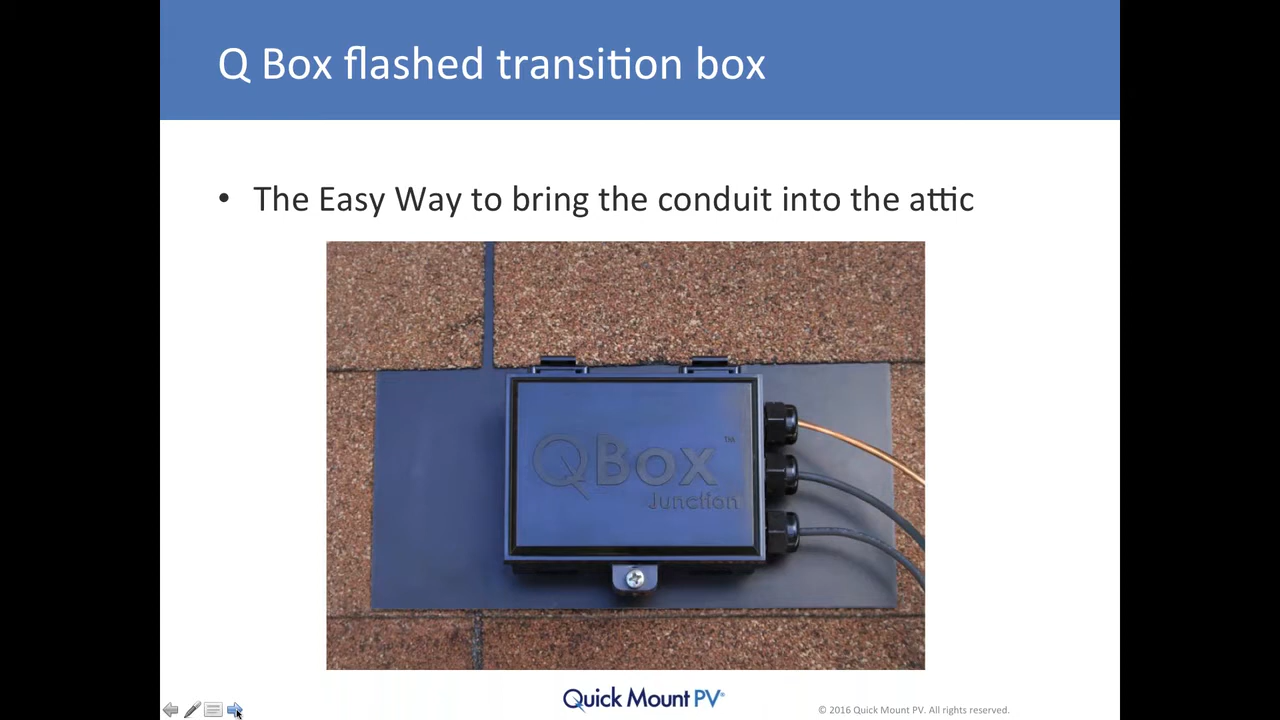 Q Box flashed transition box
• The Easy Way to bring the conduit into the attic
QBox™
Junction
Quick Mount PV®
© 2016 Quick Mount PV. All rights reserved.